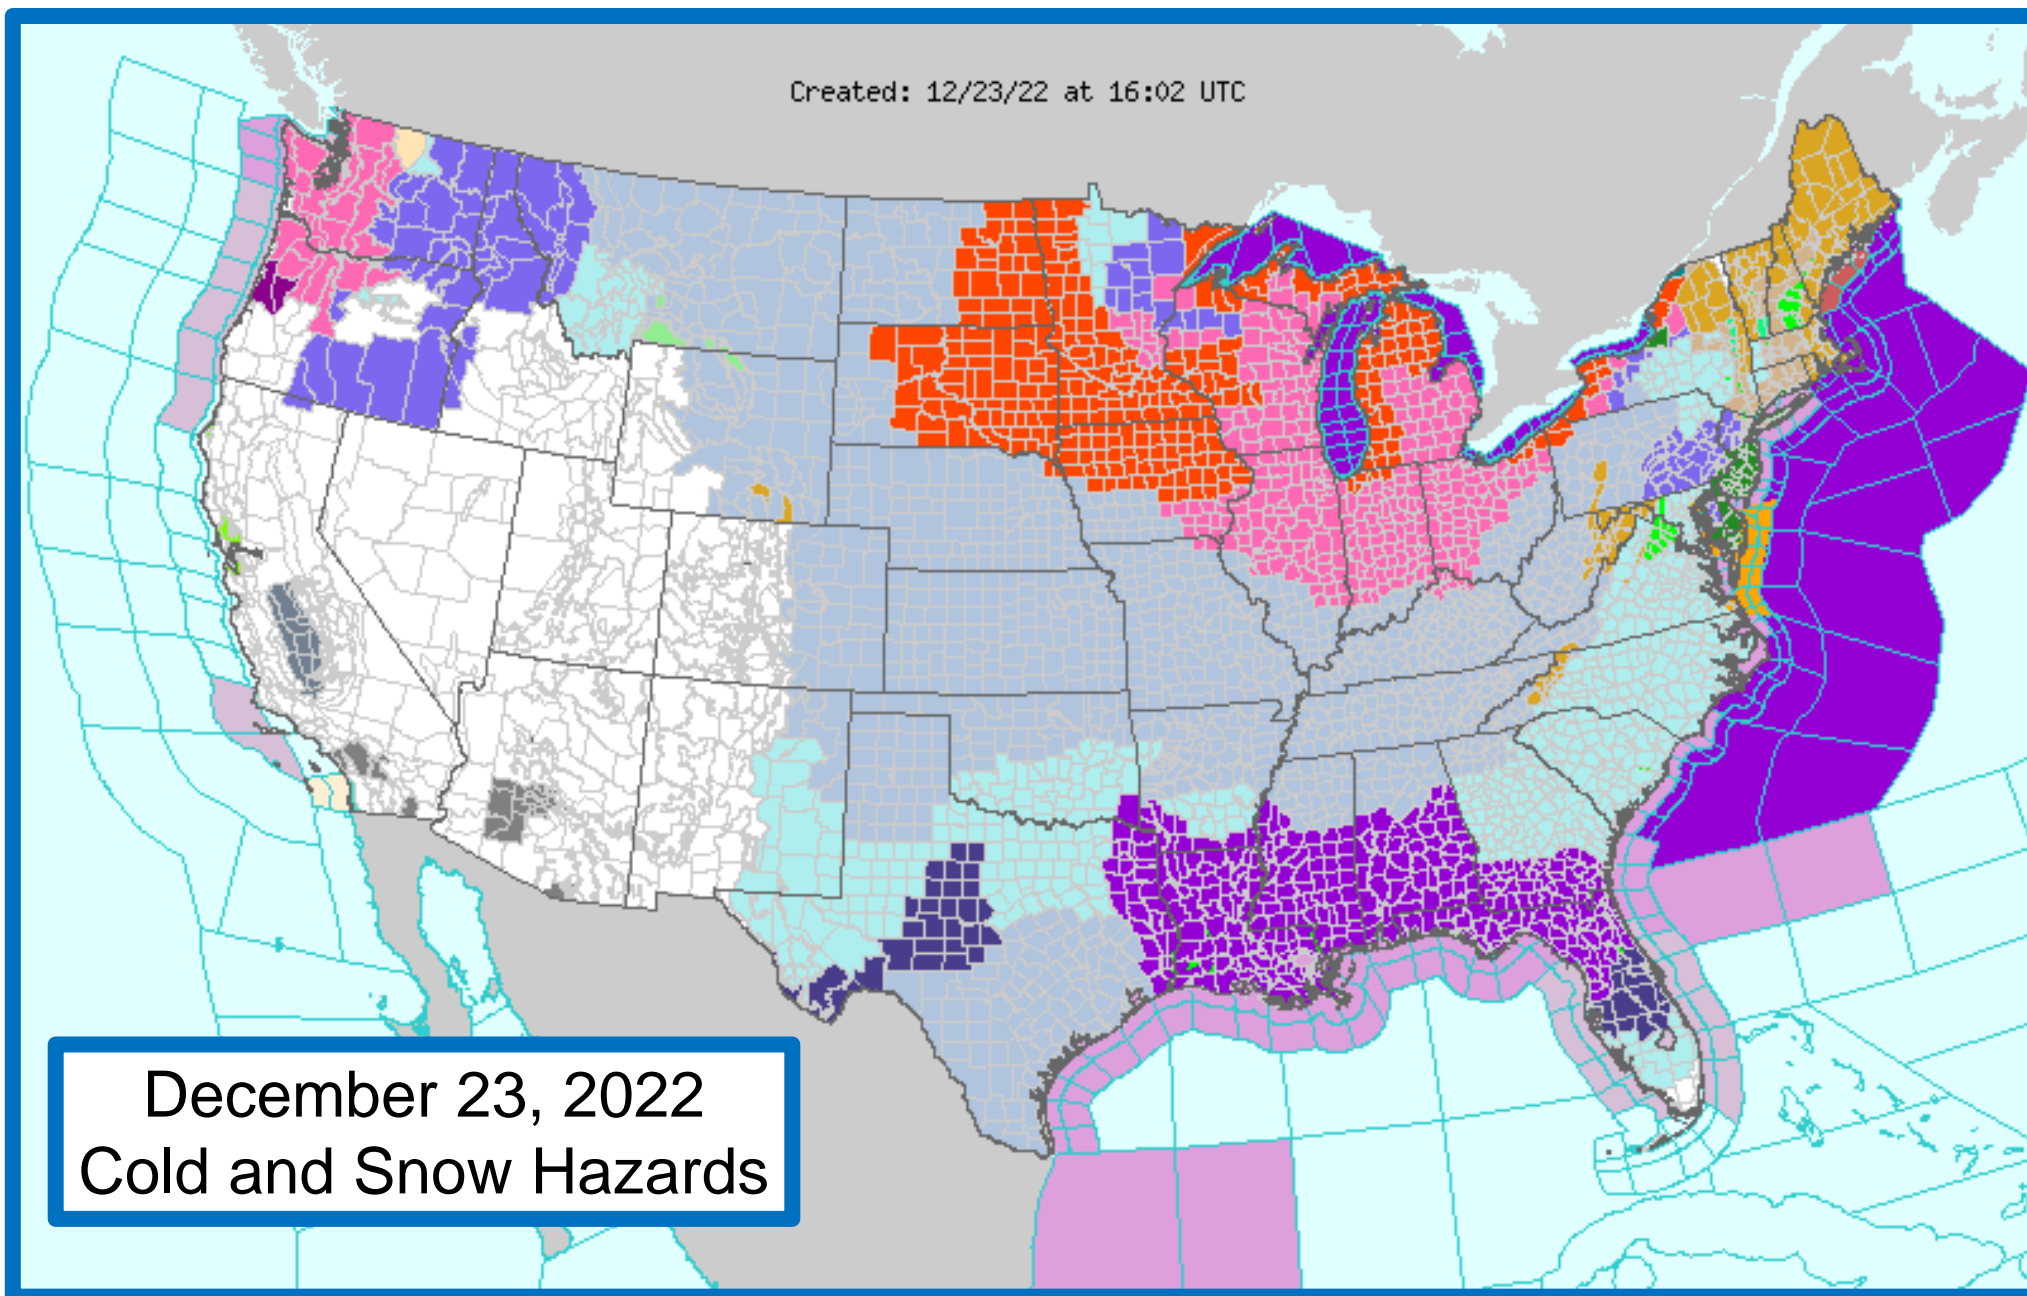 Created: 12/23/22 at 16:02 UTC
December 23, 2022
Cold and Snow Hazards